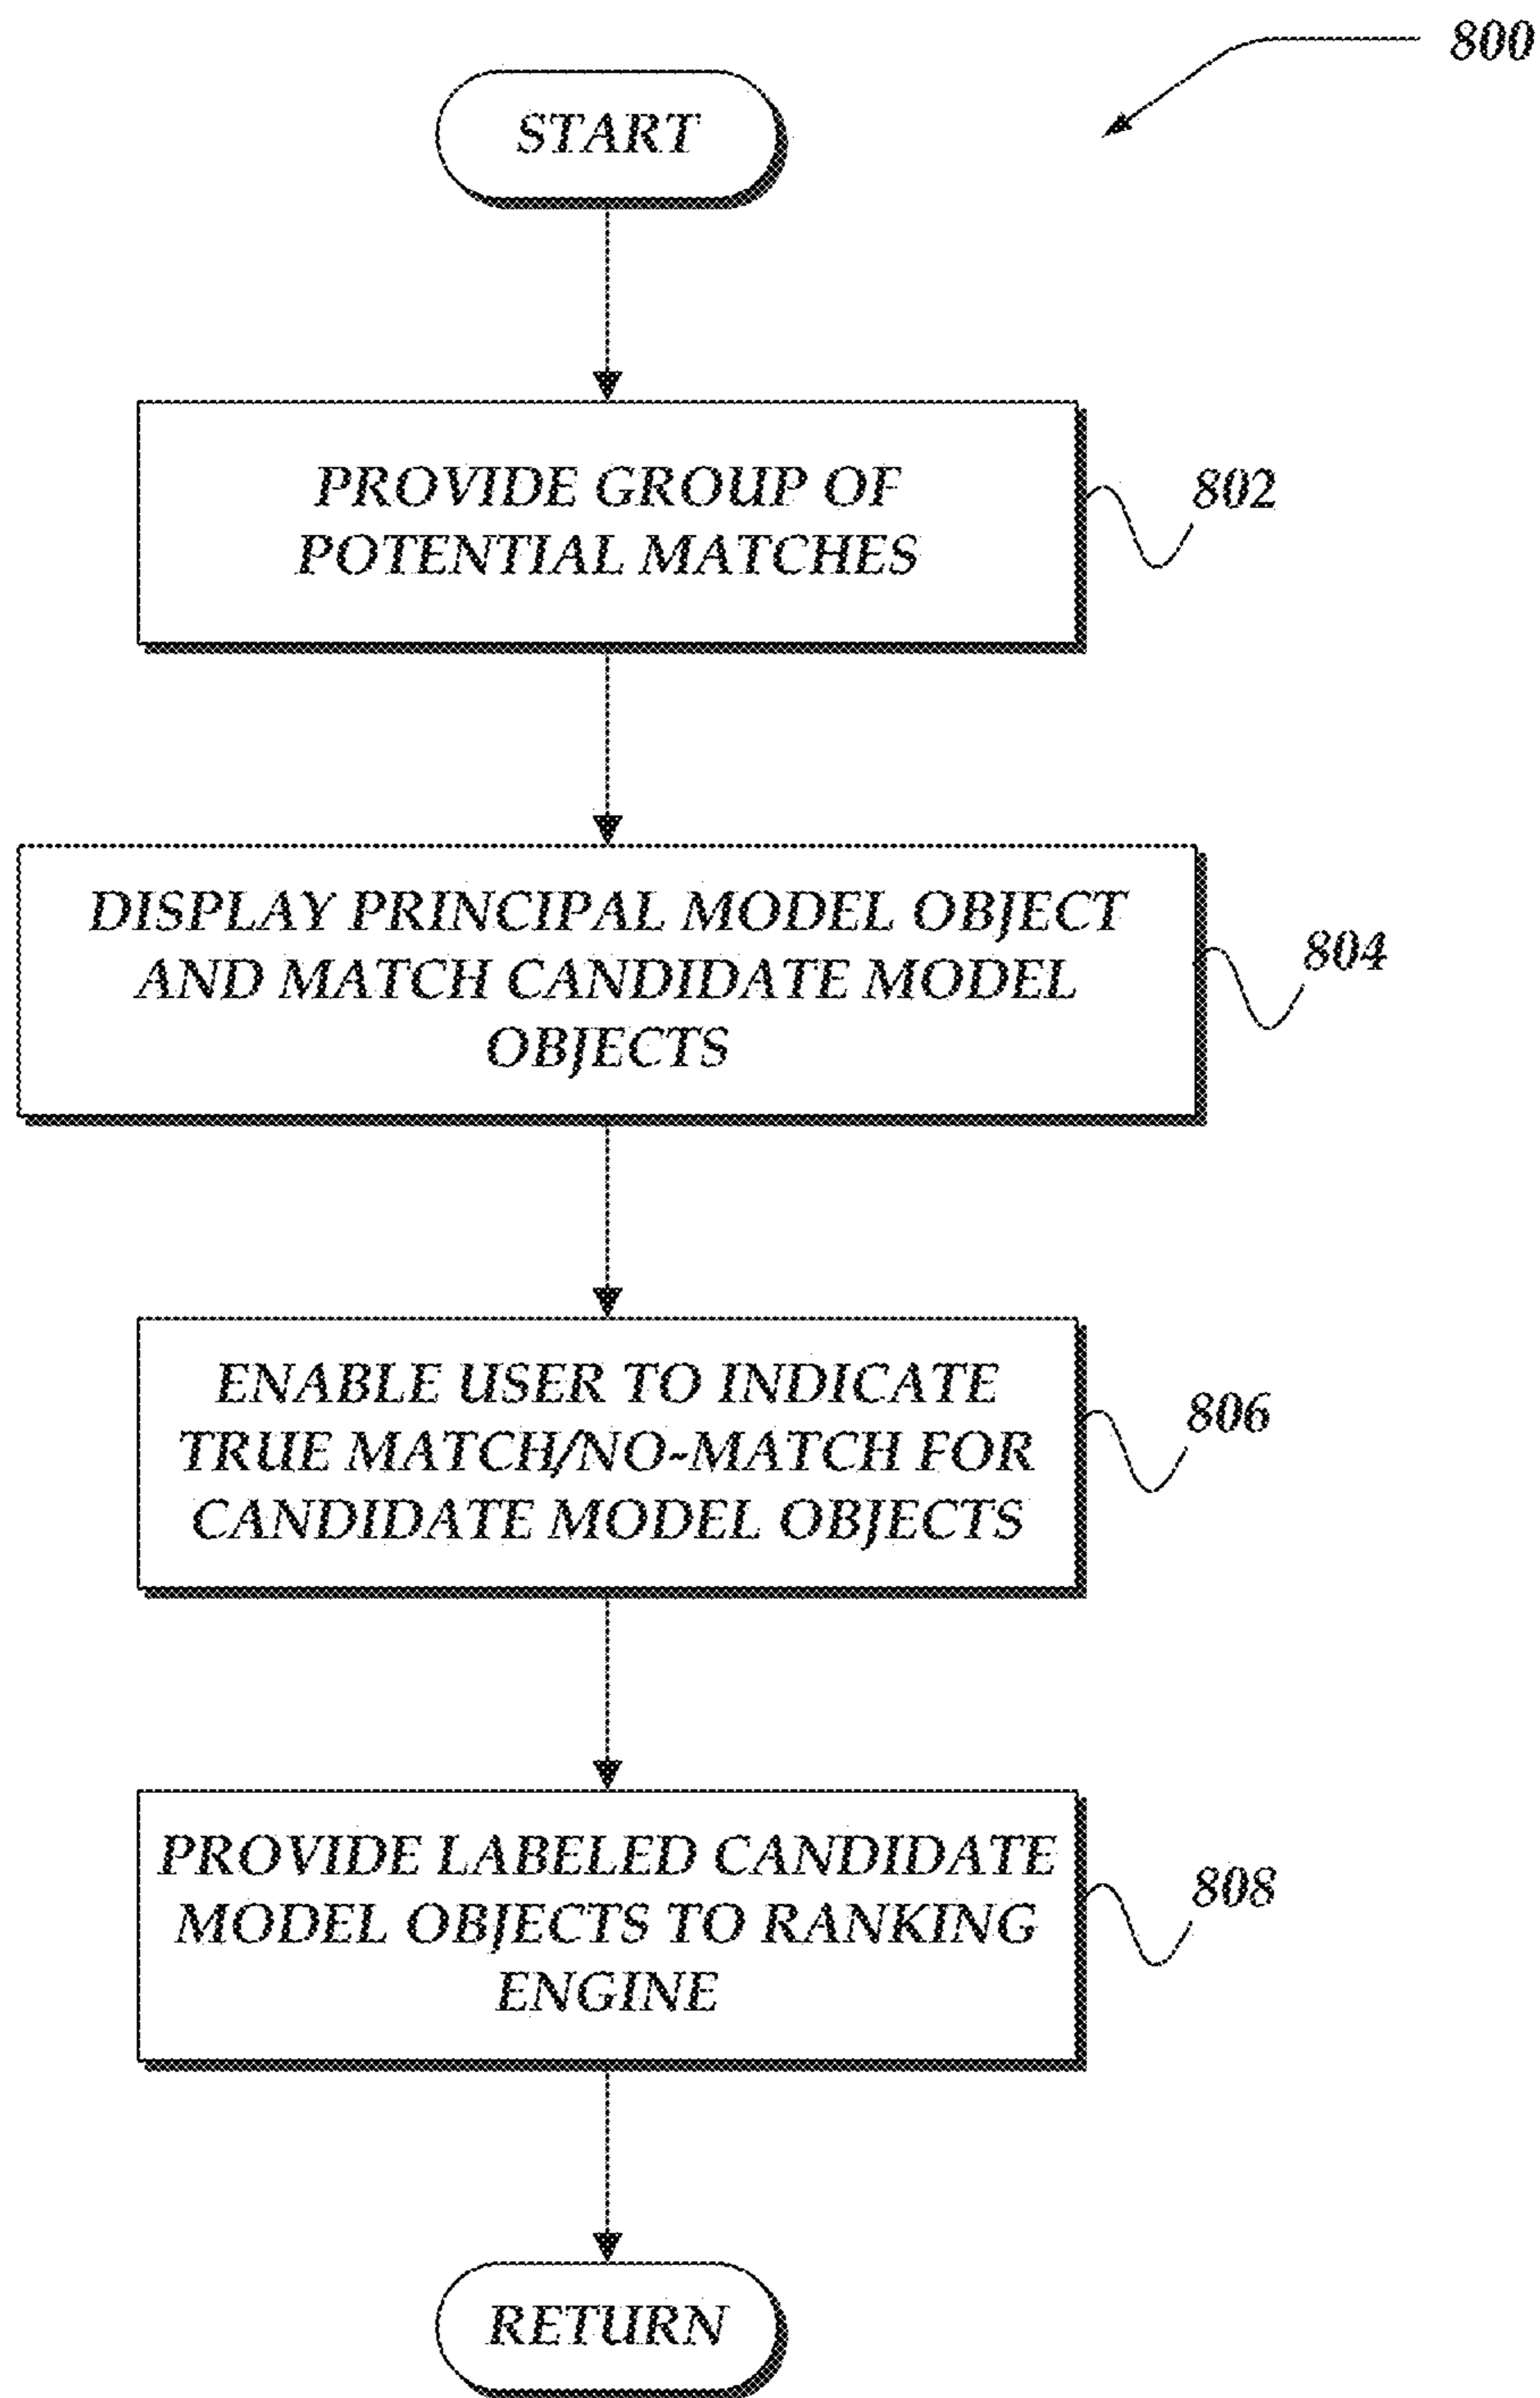 800
START
PROVIDE GROUP OF
POTENTIAL MATCHES
802
DISPLAY PRINCIPAL MODEL OBJECT
AND MATCH CANDIDATE MODEL
OBJECTS
804
ENABLE USER TO INDICATE
TRUE MATCH/NO-MATCH FOR
CANDIDATE MODEL OBJECTS
806
PROVIDE LABELED CANDIDATE
MODEL OBJECTS TO RANKING
ENGINE
808
RETURN